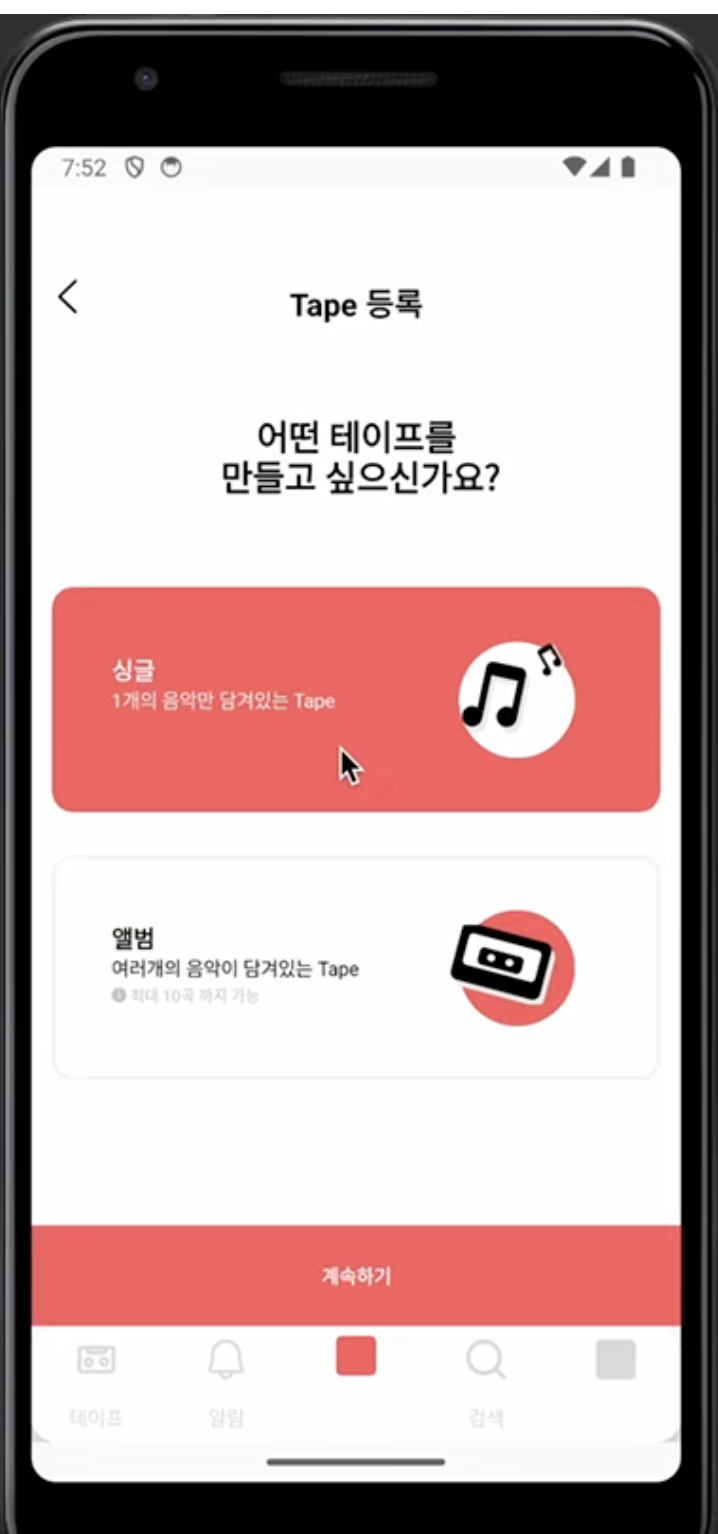 7:52
Tape 등록
어떤 테이프를
만들고 싶으신가요?
싱글
1개의 음악만 담겨있는 Tape
앨범
여러개의 음악이 담겨있는 Tape
최대 10곡 까지 가능
계속하기
테이프
알림
검색